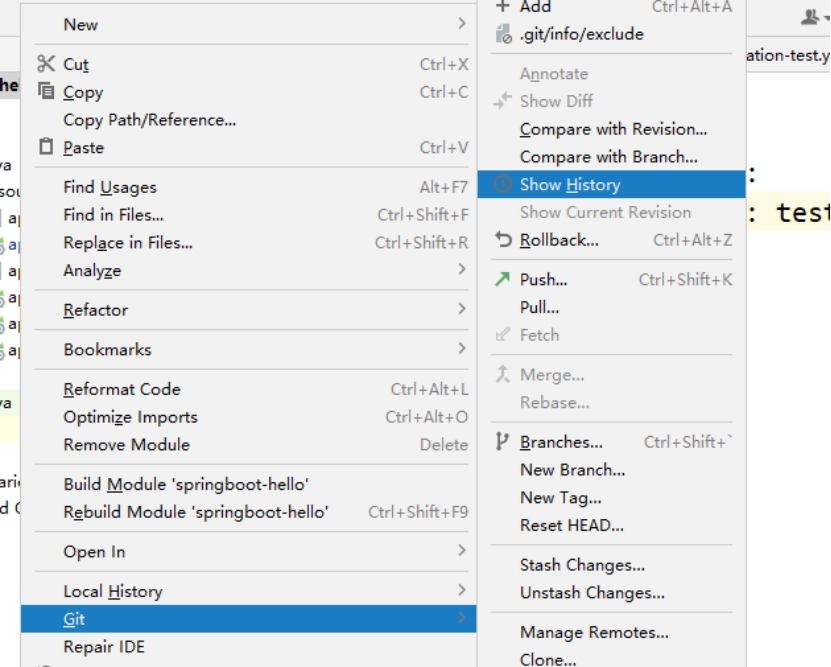 New
Cut Ctrl+X
Copy Ctrl+C
Copy Path/Reference...
Paste Ctrl+V
Find Usages Alt+F7
Find in Files... Ctrl+Shift+F
Replace in Files... Ctrl+Shift+R
Analyze
Refactor
Bookmarks
Reformat Code Ctrl+Alt+L
Optimize Imports Ctrl+Alt+O
Remove Module Delete
Build Module 'springboot-hello'
Rebuild Module 'springboot-hello' Ctrl+Shift+F9
Open In
Local History
Git
Repair IDE
Add Ctrl+Alt+A
.git/info/exclude
Annotate
Show Diff
Compare with Revision...
Compare with Branch...
Show History
Show Current Revision
Rollback... Ctrl+Alt+Z
Push... Ctrl+Shift+K
Pull...
Fetch
Merge...
Rebase...
Branches... Ctrl+Shift+`
New Branch...
New Tag...
Reset HEAD...
Stash Changes...
Unstash Changes...
Manage Remotes...
Clone...
ation-test.y
:
: test